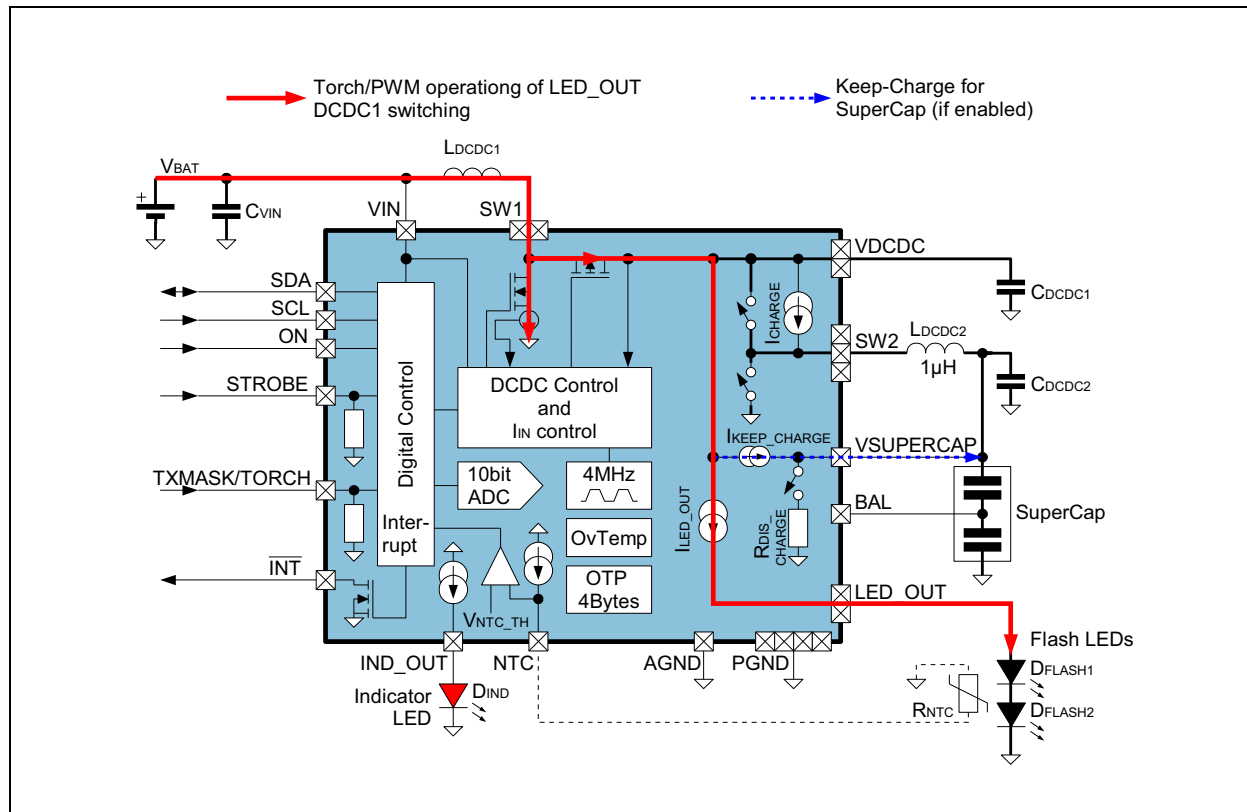 Torch/PWM operationg of LED_OUT
DCDC1 switching
Keep-Charge for
SuperCap (if enabled)
LDCDC1
VBAT
+
CVIN
VIN
SW1
VDCDC
SDA
SCL
ON
STROBE
TXMASK/TORCH
INT
Digital Control
Inter-
rupt
DCDC Control
and
IIN control
10bit
ADC
4MHz
OvTemp
OTP
4Bytes
VNTC_TH
ICHARGE
CDCDC1
SW2
LDCDC2
1µH
CDCDC2
IKEEP_CHARGE
VSUPERCAP
ILED_OUT
RDIS_
CHARGE
BAL
SuperCap
LED_OUT
IND_OUT
NTC
AGND
PGND
Flash LEDs
DFLASH1
DFLASH2
RNTC
Indicator
LED
DIND